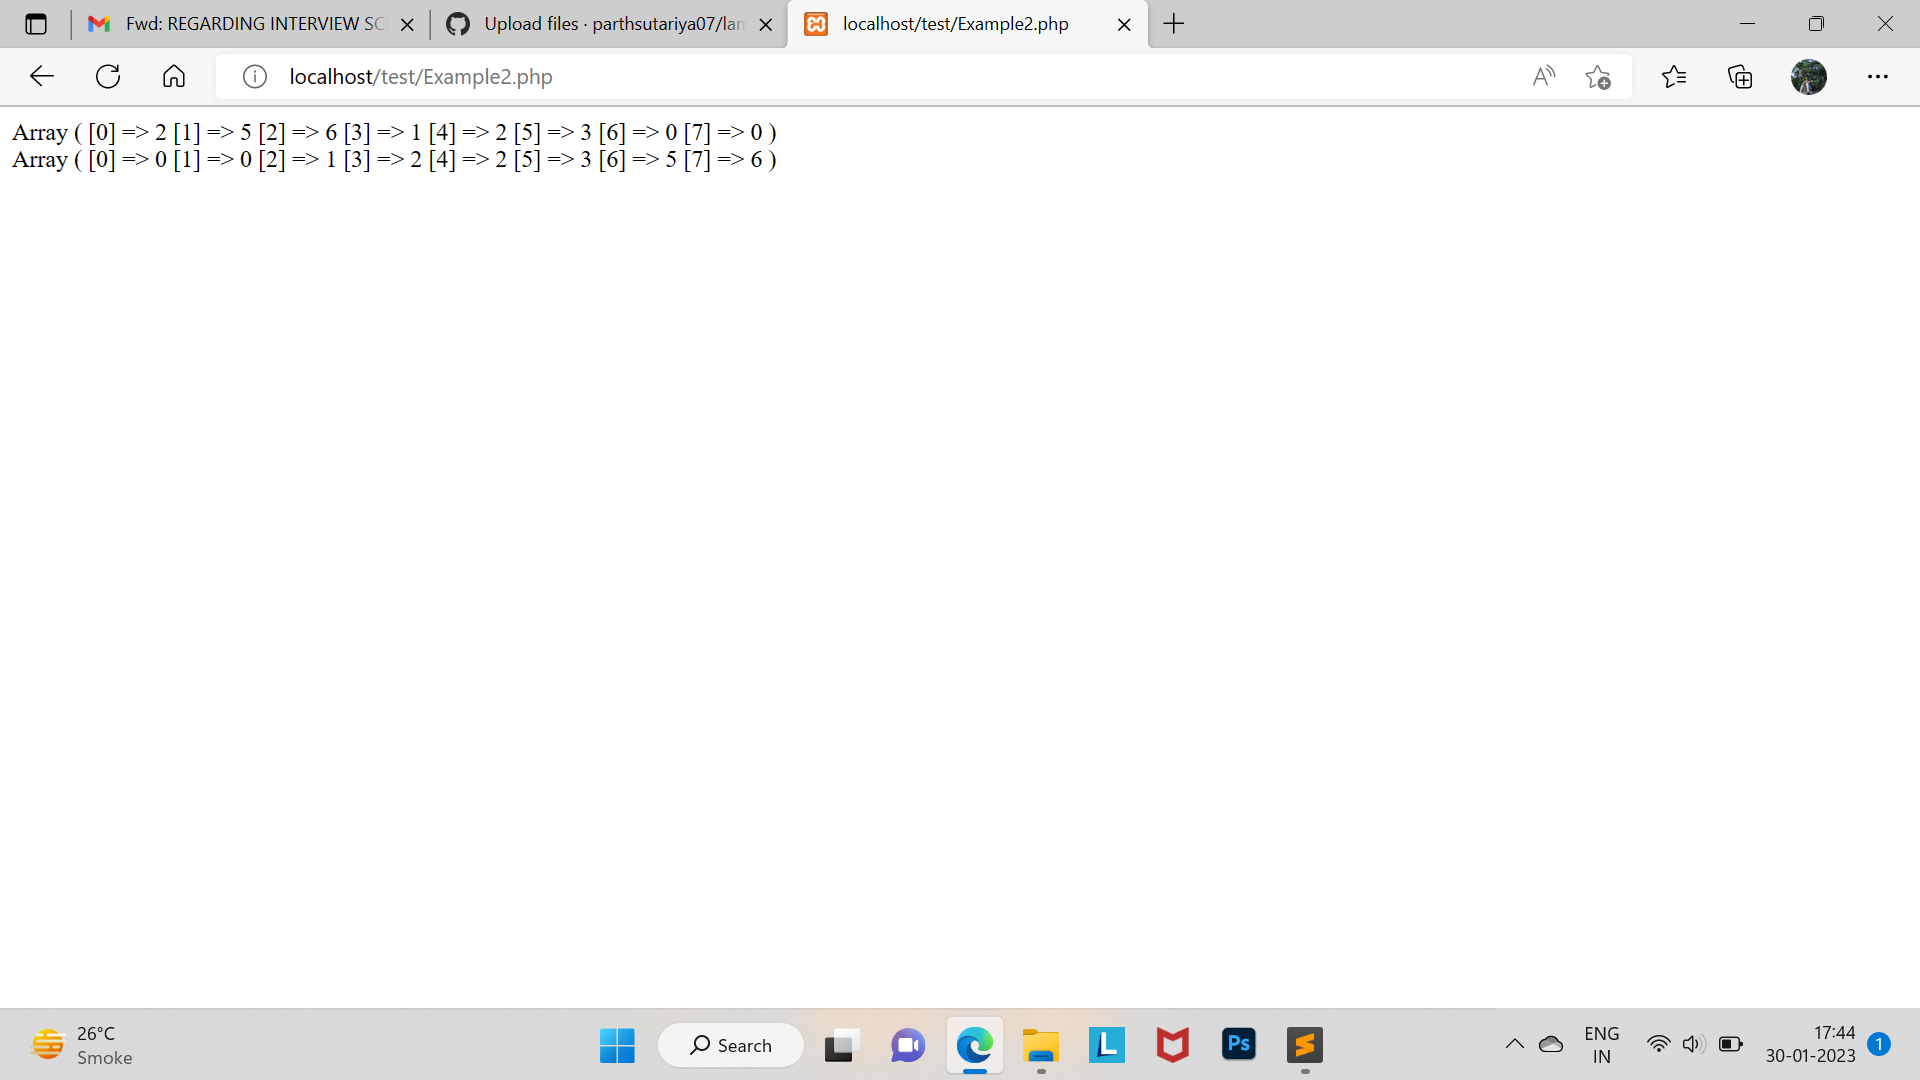 Fwd: REGARDING INTERVIEW SC
Upload files · parthsutariya07/lan
localhost/test/Example2.php
localhost/test/Example2.php
Array ( [0] => 2 [1] => 5 [2] => 6 [3] => 1 [4] => 2 [5] => 3 [6] => 0 [7] => 0 )
Array ( [0] => 0 [1] => 0 [2] => 1 [3] => 2 [4] => 2 [5] => 3 [6] => 5 [7] => 6 )
26°C
Smoke
Search
L
Ps
ENG
IN
17:44
30-01-2023
1